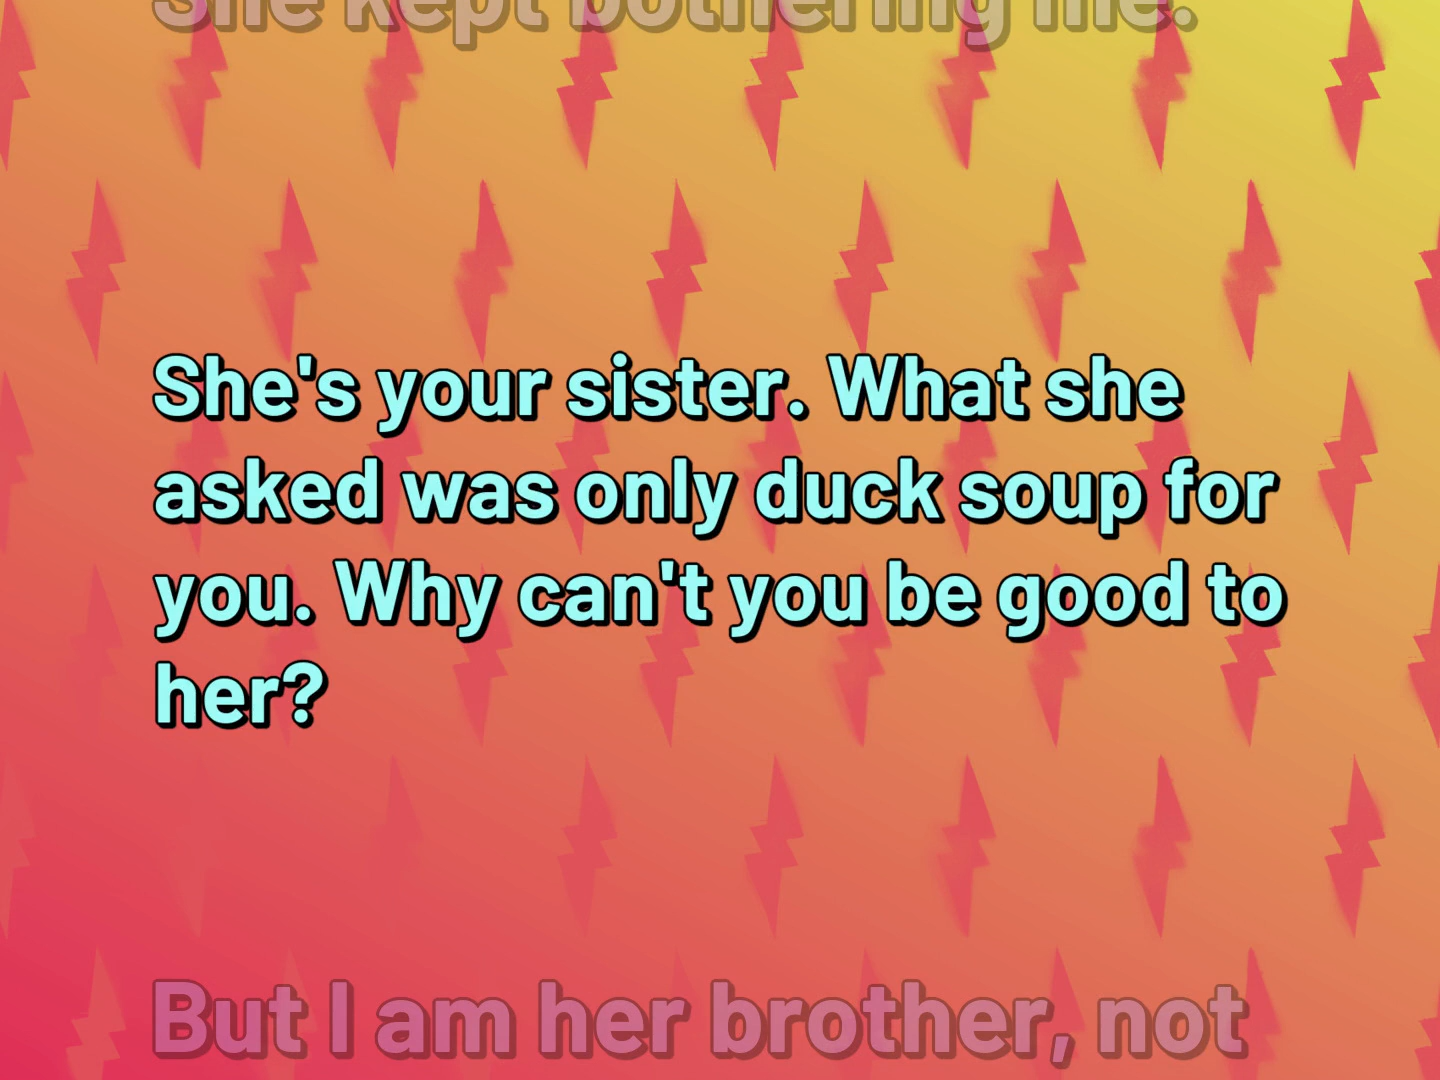 She kept bothering me.
She's your sister. What she
asked was only duck soup for
you. Why can't you be good to
her?
But I am her brother, not